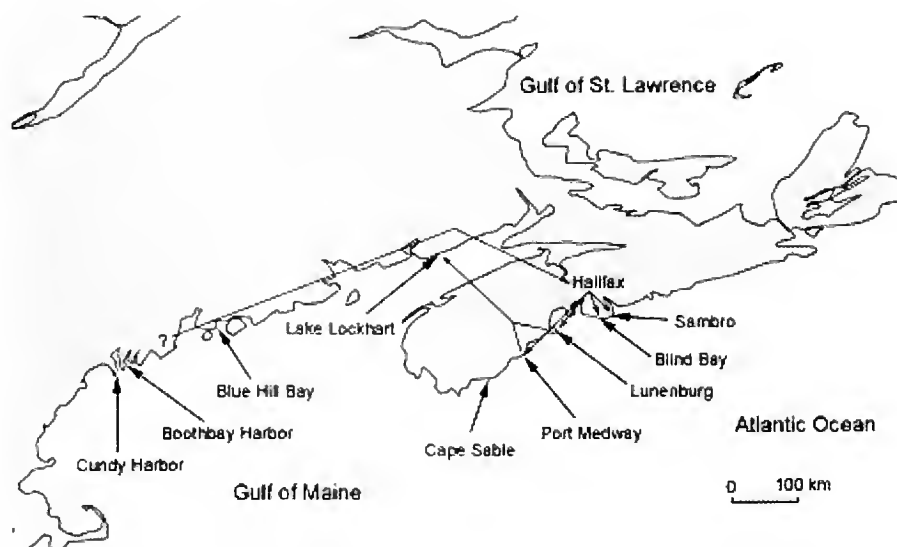 Gulf of St. Lawrence
Halifax
Lake Lockhart
Sambro
?
Blind Bay
Blue Hill Bay
Lunenburg
Boothbay Harbor
Port Medway
Atlantic Ocean
Cape Sable
Cundy Harbor
Gulf of Maine
0 100 km